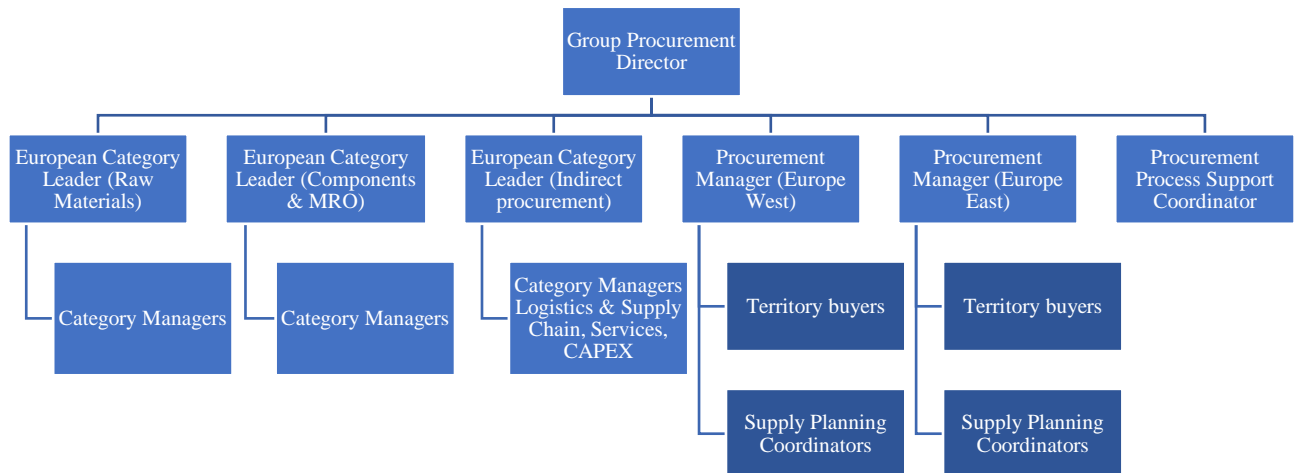 Group Procurement
Director
European Category
Leader (Raw
Materials)
European Category
Leader (Components
& MRO)
European Category
Leader (Indirect
procurement)
Procurement
Manager (Europe
West)
Procurement
Manager (Europe
East)
Procurement
Process Support
Coordinator
Category Managers
Category Managers
Category Managers
Logistics & Supply
Chain, Services,
CAPEX
Territory buyers
Territory buyers
Supply Planning
Coordinators
Supply Planning
Coordinators